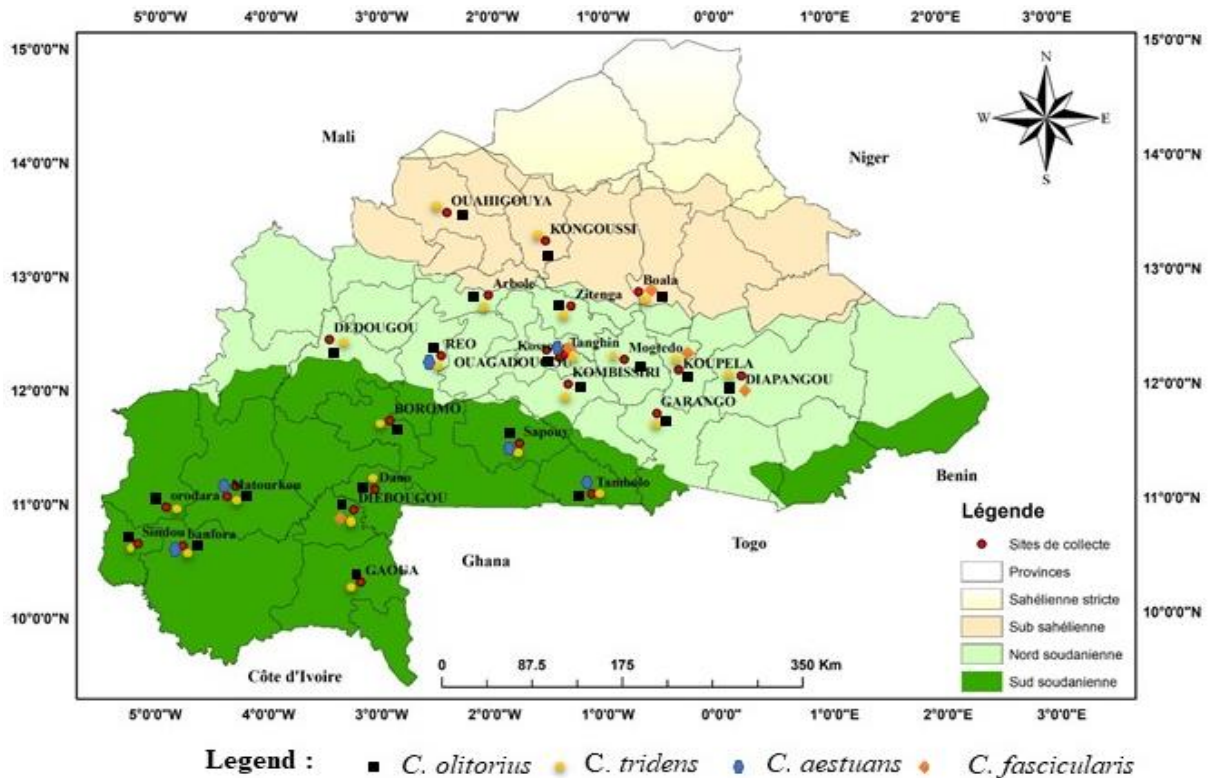 5°0'0"W 4°0'0"W 3°0'0"W 2°0'0"W 1°0'0"W 0°0'0"E 1°0'0"E 2°0'0"E 3°0'0"E
15°0'0"N 15°0'0"N
N
W E
S
Mali
14°0'0"N 14°0'0"N
Niger
OUAHIGOUYA
KONGOUSSI
13°0'0"N 13°0'0"N
Boala
Arbole
Zitenga
DEDOUGOU
REO
Tanghin
Mogtedo
OUAGADOUGOU
KOUPELA
KOMBISSIRI
DIAPANGOU
12°0'0"N 12°0'0"N
GARANGO
BOROMO
Sapouy
Benin
Dano
Matourkou
Tambolo
11°0'0"N 11°0'0"N
orodara
DIEBOUGOU
Sindou banfora
Togo
Ghana
GAOUA
10°0'0"N 10°0'0"N
Côte d'Ivoire
0 87.5 175 350 Km
Légende
Sites de collecte
Provinces
Sahélienne stricte
Sub sahélienne
Nord soudanienne
Sud soudanienne
5°0'0"W 4°0'0"W 3°0'0"W 2°0'0"W 1°0'0"W 0°0'0"E 1°0'0"E 2°0'0"E 3°0'0"E
Legend : C. olitorius C. tridens C. aestuans C. fascicularis